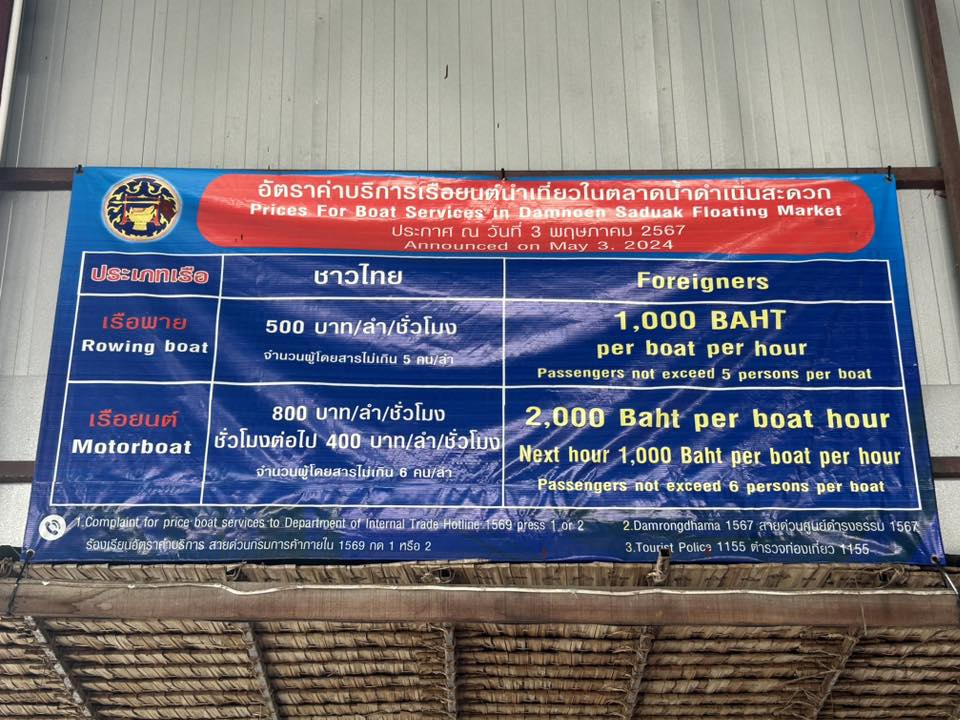 อัตราค่าบริการเรือยนต์นำเที่ยวในตลาดน้ำดำเนินสะดวก
Prices For Boat Services in Damnoen Saduak Floating Market
ประกาศ ณ วันที่ 3 พฤษภาคม 2567
Announced on May 3, 2024
ประเภทเรือ
ชาวไทย
Foreigners
เรือพาย
Rowing boat
500 บาท/ลำ/ชั่วโมง
จำนวนผู้โดยสารไม่เกิน 5 คน/ลำ
1,000 BAHT
per boat per hour
Passengers not exceed 5 persons per boat
เรือยนต์
Motorboat
800 บาท/ลำ/ชั่วโมง
ชั่วโมงต่อไป 400 บาท/ลำ/ชั่วโมง
จำนวนผู้โดยสารไม่เกิน 6 คน/ลำ
2,000 Baht per boat hour
Next hour 1,000 Baht per boat per hour
Passengers not exceed 6 persons per boat
1.Complaint for price boat services to Department of Internal Trade Hotline 1569 press 1 or 2
ร้องเรียนอัตราค่าบริการ สายด่วนกรมการค้าภายใน 1569 กด 1 หรือ 2
2.Damrongdhama 1567 สายด่วนศูนย์ดำรงธรรม 1567
3.Tourist Police 1155 ตำรวจท่องเที่ยว 1155